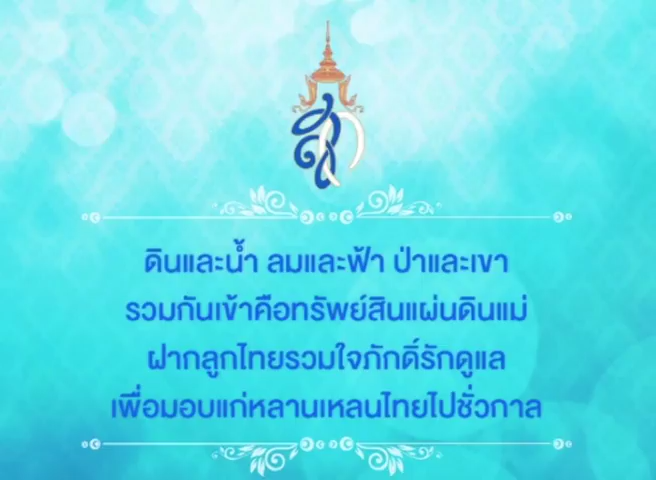 สก
ดินและน้ำ ลมและฟ้า ป่าและเขา
รวมกันเข้าคือทรัพย์สินแผ่นดินแม่
ฝากลูกไทยรวมใจภักดิ์รักดูแล
เพื่อมอบแก่หลานเหลนไทยไปชั่วกาล